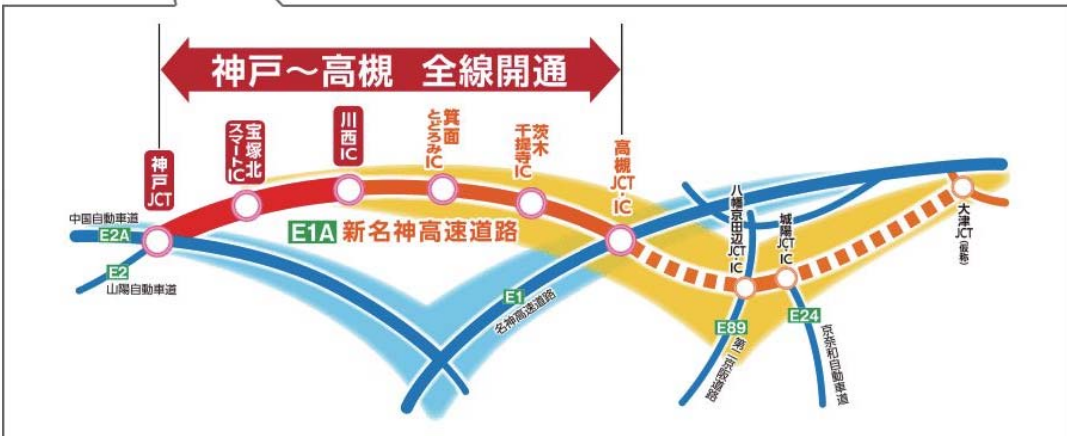 神戸～高槻 全線開通
神戸JCT
宝塚北スマートIC
川西IC
箕面とどろみIC
茨木千提寺IC
高槻JCT・IC
八幡京田辺JCT・IC
城陽JCT・IC
大津JCT(仮称)
中国自動車道
E2A
E2
山陽自動車道
E1A 新名神高速道路
E1
名神高速道路
E89
第二京阪道路
E24
京奈和自動車道